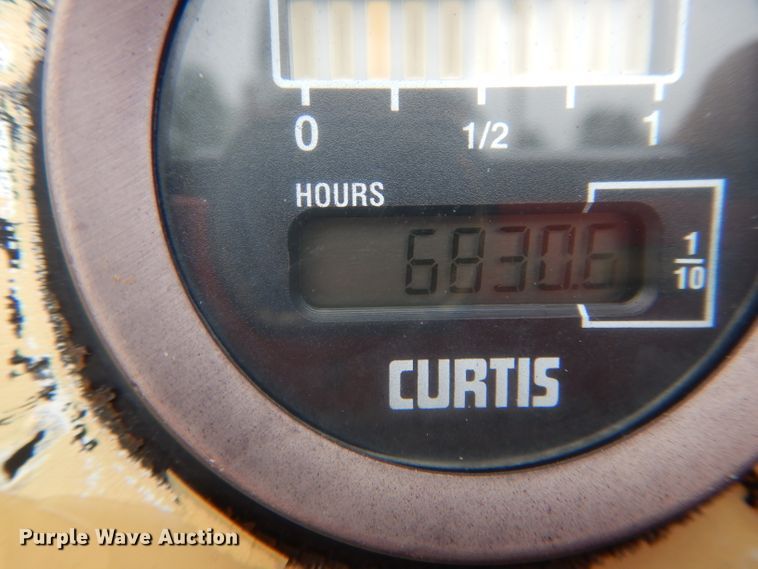 0 1/2 1
HOURS
6830.6
1/10
CURTIS
Purple Wave Auction